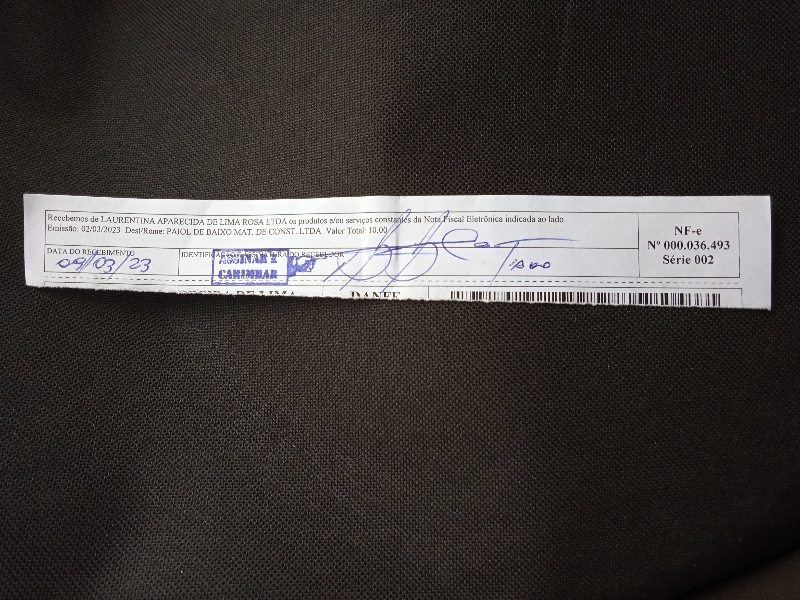 Recebemos de LAURENTINA APARECIDA DE LIMA ROSA LTDA os produtos e/ou serviços constantes da Nota Fiscal Eletrônica indicada ao lado.
Emissão: 02/03/2023 Dest/Reme: PAIOL DE BAIXO MAT. DE CONST. LTDA Valor Total: 10,00
NF-e
Nº 000.036.493
Série 002
DATA DO RECEBIMENTO
09/03/23
ASSINAR E
CARIMBAR
DANFE